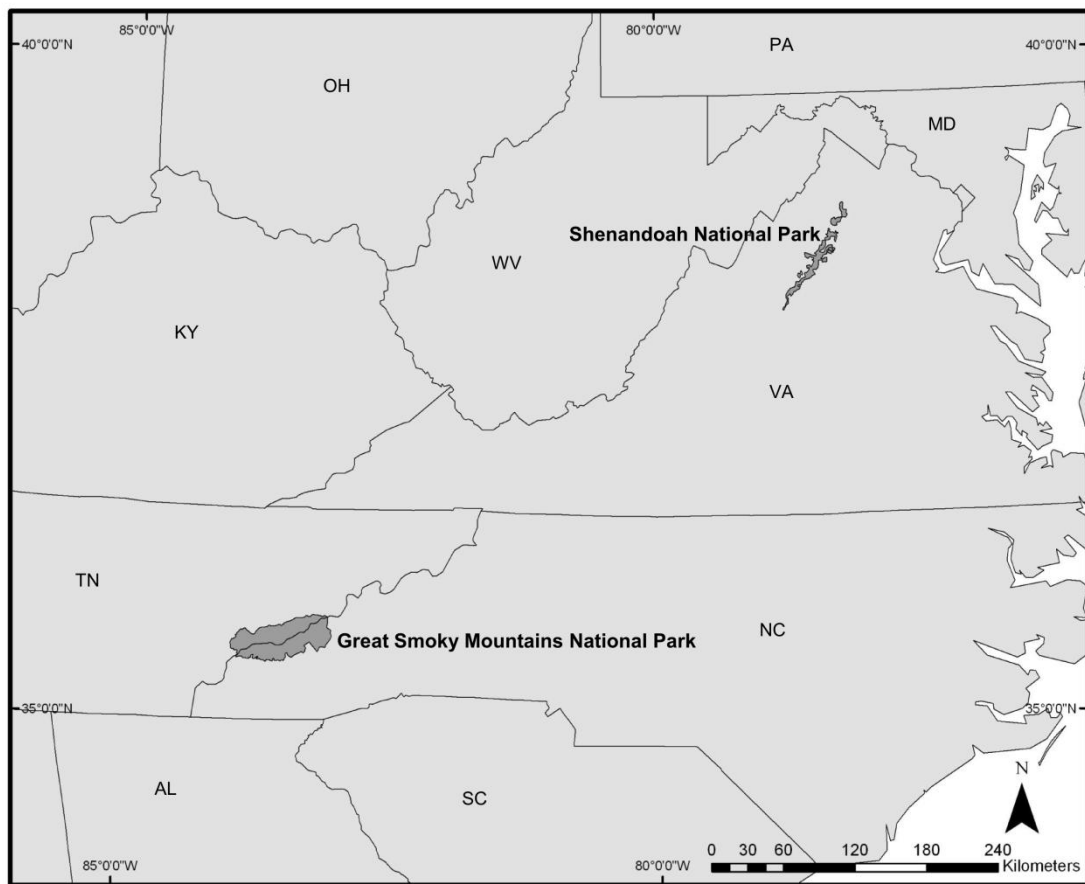 85°0'0"W
80°0'0"W
40°0'0"N
PA
40°0'0"N
OH
MD
Shenandoah National Park
WV
KY
VA
TN
NC
Great Smoky Mountains National Park
35°0'0"N
35°0'0"N
AL
SC
N
85°0'0"W
80°0'0"W
0 30 60 120 180 240
Kilometers